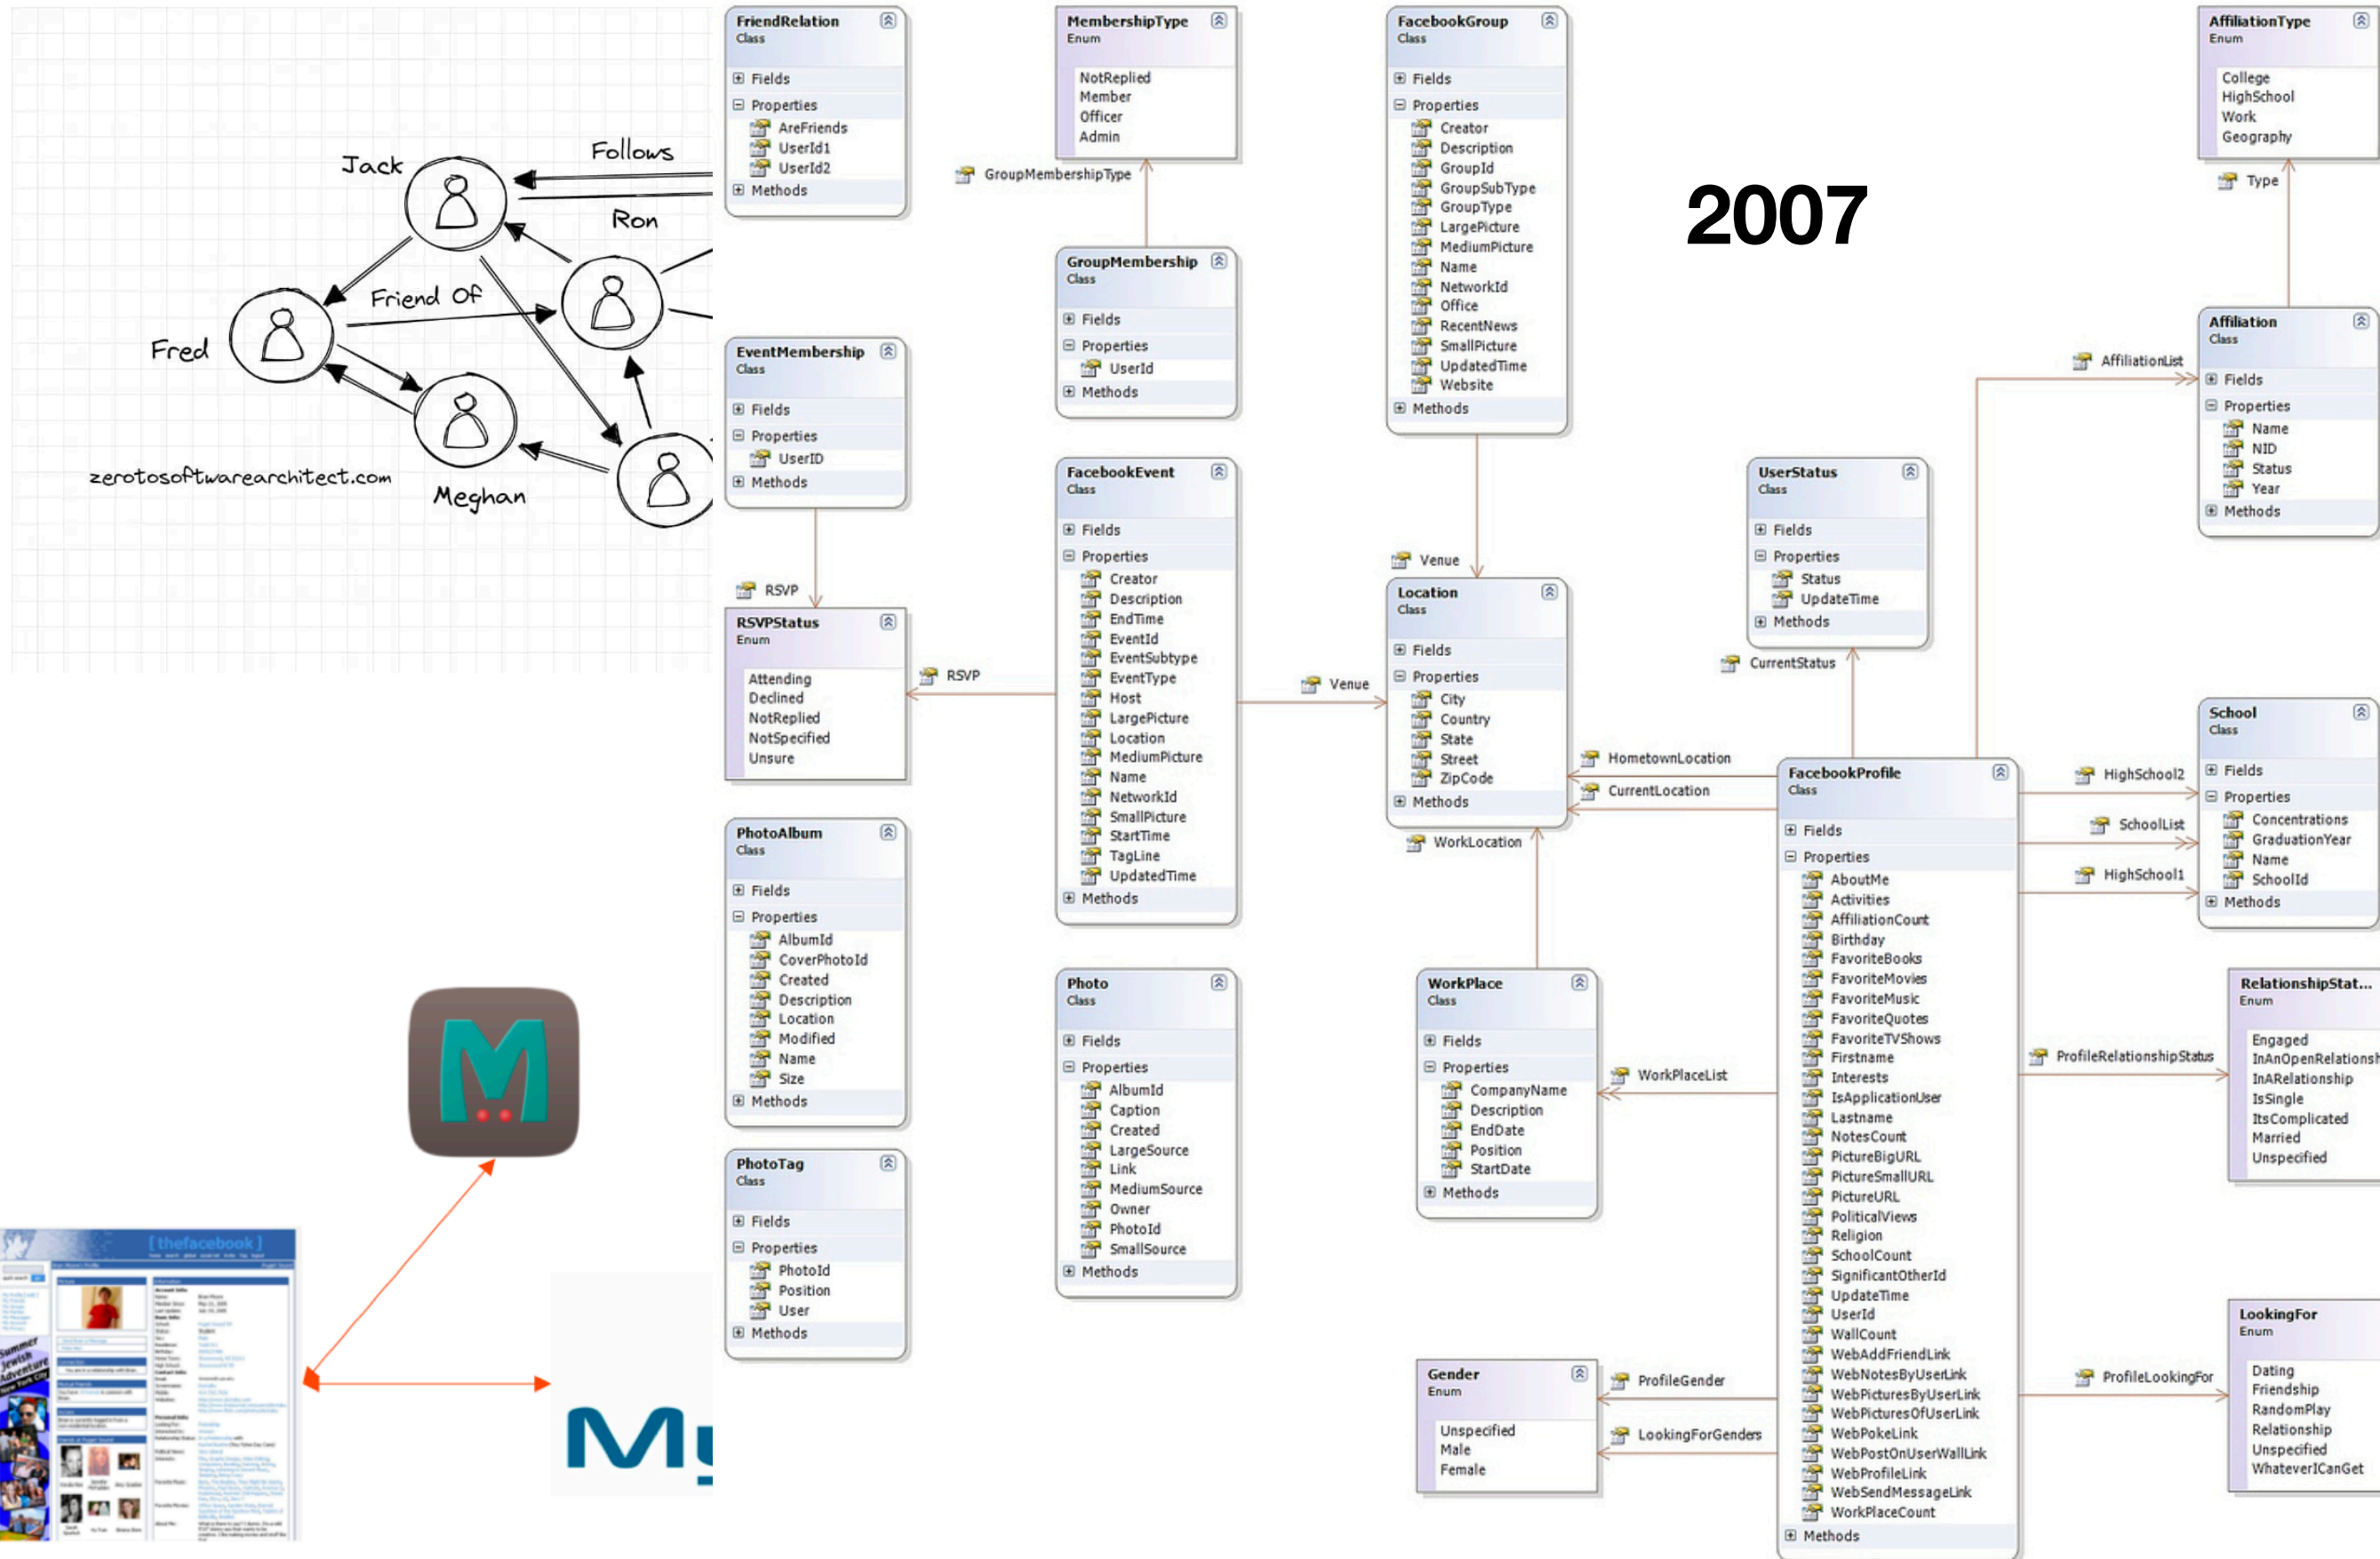 Jack
Follows
Ron
Friend Of
Fred
zerotosoftwarearchitect.com
Meghan
[thefacebook]
Summer
Jewish
Adventure
New York City
My
FriendRelation
Class
Fields
Properties
AreFriends
UserId1
UserId2
Methods
EventMembership
Class
Fields
Properties
UserID
Methods
RSVP
RSVPStatus
Enum
Attending
Declined
NotReplied
NotSpecified
Unsure
PhotoAlbum
Class
Fields
Properties
AlbumId
CoverPhotoId
Created
Description
Location
Modified
Name
Size
Methods
PhotoTag
Class
Fields
Properties
PhotoId
Position
User
Methods
MembershipType
Enum
NotReplied
Member
Officer
Admin
GroupMembershipType
GroupMembership
Class
Fields
Properties
UserId
Methods
FacebookEvent
Class
Fields
Properties
Creator
Description
EndTime
EventId
EventSubtype
EventType
Host
LargePicture
Location
MediumPicture
Name
NetworkId
SmallPicture
StartTime
TagLine
UpdatedTime
Methods
RSVP
Venue
Photo
Class
Fields
Properties
AlbumId
Caption
Created
LargeSource
Link
MediumSource
Owner
PhotoId
SmallSource
Methods
FacebookGroup
Class
Fields
Properties
Creator
Description
GroupId
GroupSubType
GroupType
LargePicture
MediumPicture
Name
NetworkId
Office
RecentNews
SmallPicture
UpdatedTime
Website
Methods
Venue
Location
Class
Fields
Properties
City
Country
State
Street
ZipCode
Methods
WorkLocation
WorkPlace
Class
Fields
Properties
CompanyName
Description
EndDate
Position
StartDate
Methods
Gender
Enum
Unspecified
Male
Female
2007
UserStatus
Class
Fields
Properties
Status
UpdateTime
Methods
CurrentStatus
HometownLocation
CurrentLocation
WorkPlaceList
ProfileGender
LookingForGenders
FacebookProfile
Class
Fields
Properties
AboutMe
Activities
AffiliationCount
Birthday
FavoriteBooks
FavoriteMovies
FavoriteMusic
FavoriteQuotes
FavoriteTVShows
Firstname
Interests
IsApplicationUser
Lastname
NotesCount
PictureBigURL
PictureSmallURL
PictureURL
PoliticalViews
Religion
SchoolCount
SignificantOtherId
UpdateTime
UserId
WallCount
WebAddFriendLink
WebNotesByUserLink
WebPicturesByUserLink
WebPicturesOfUserLink
WebPokeLink
WebPostOnUserWallLink
WebProfileLink
WebSendMessageLink
WorkPlaceCount
Methods
AffiliationType
Enum
College
HighSchool
Work
Geography
Type
Affiliation
Class
Fields
Properties
Name
NID
Status
Year
Methods
AffiliationList
School
Class
Fields
Properties
Concentrations
GraduationYear
Name
SchoolId
Methods
HighSchool2
SchoolList
HighSchool1
RelationshipStat...
Enum
Engaged
InAnOpenRelationsh
InARelationship
IsSingle
ItsComplicated
Married
Unspecified
ProfileRelationshipStatus
LookingFor
Enum
Dating
Friendship
RandomPlay
Relationship
Unspecified
WhateverICanGet
ProfileLookingFor